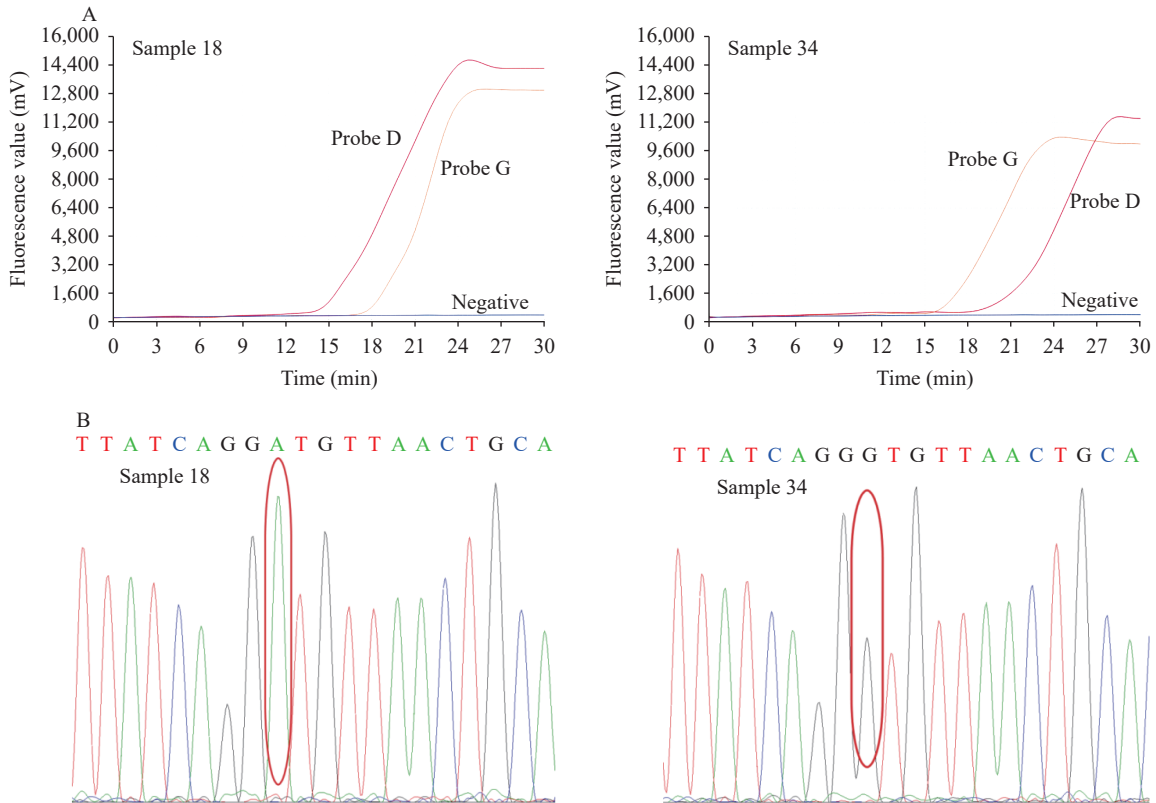 A
Sample 18
Fluorescence value (mV)
16,000
14,400
12,800
11,200
9,600
8,000
6,400
4,800
3,200
1,600
0
Probe D
Probe G
Negative
0 3 6 9 12 15 18 21 24 27 30
Time (min)
Sample 34
Fluorescence value (mV)
16,000
14,400
12,800
11,200
9,600
8,000
6,400
4,800
3,200
1,600
0
Probe G
Probe D
Negative
0 3 6 9 12 15 18 21 24 27 30
Time (min)
B
T T A T C A G G A T G T T A A C T G C A
Sample 18
T T A T C A G G G T G T T A A C T G C A
Sample 34